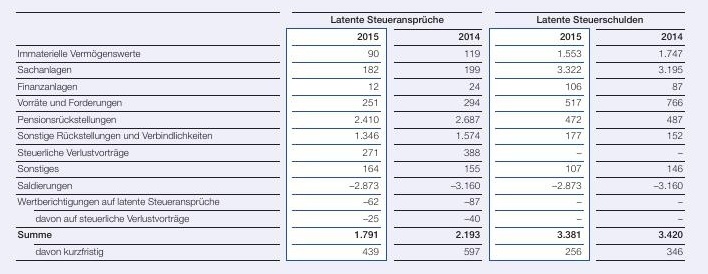 Latente Steueransprüche Latente Steuerschulden
2015 2014 2015 2014
Immaterielle Vermögenswerte 90 119 1.553 1.747
Sachanlagen 182 199 3.322 3.195
Finanzanlagen 12 24 106 87
Vorräte und Forderungen 251 294 517 766
Pensionsrückstellungen 2.410 2.687 472 487
Sonstige Rückstellungen und Verbindlichkeiten 1.346 1.574 177 152
Steuerliche Verlustvorträge 271 388 – –
Sonstiges 164 155 107 146
Saldierungen –2.873 –3.160 –2.873 –3.160
Wertberichtigungen auf latente Steueransprüche –62 –87 – –
davon auf steuerliche Verlustvorträge –25 –40 – –
Summe 1.791 2.193 3.381 3.420
davon kurzfristig 439 597 256 346